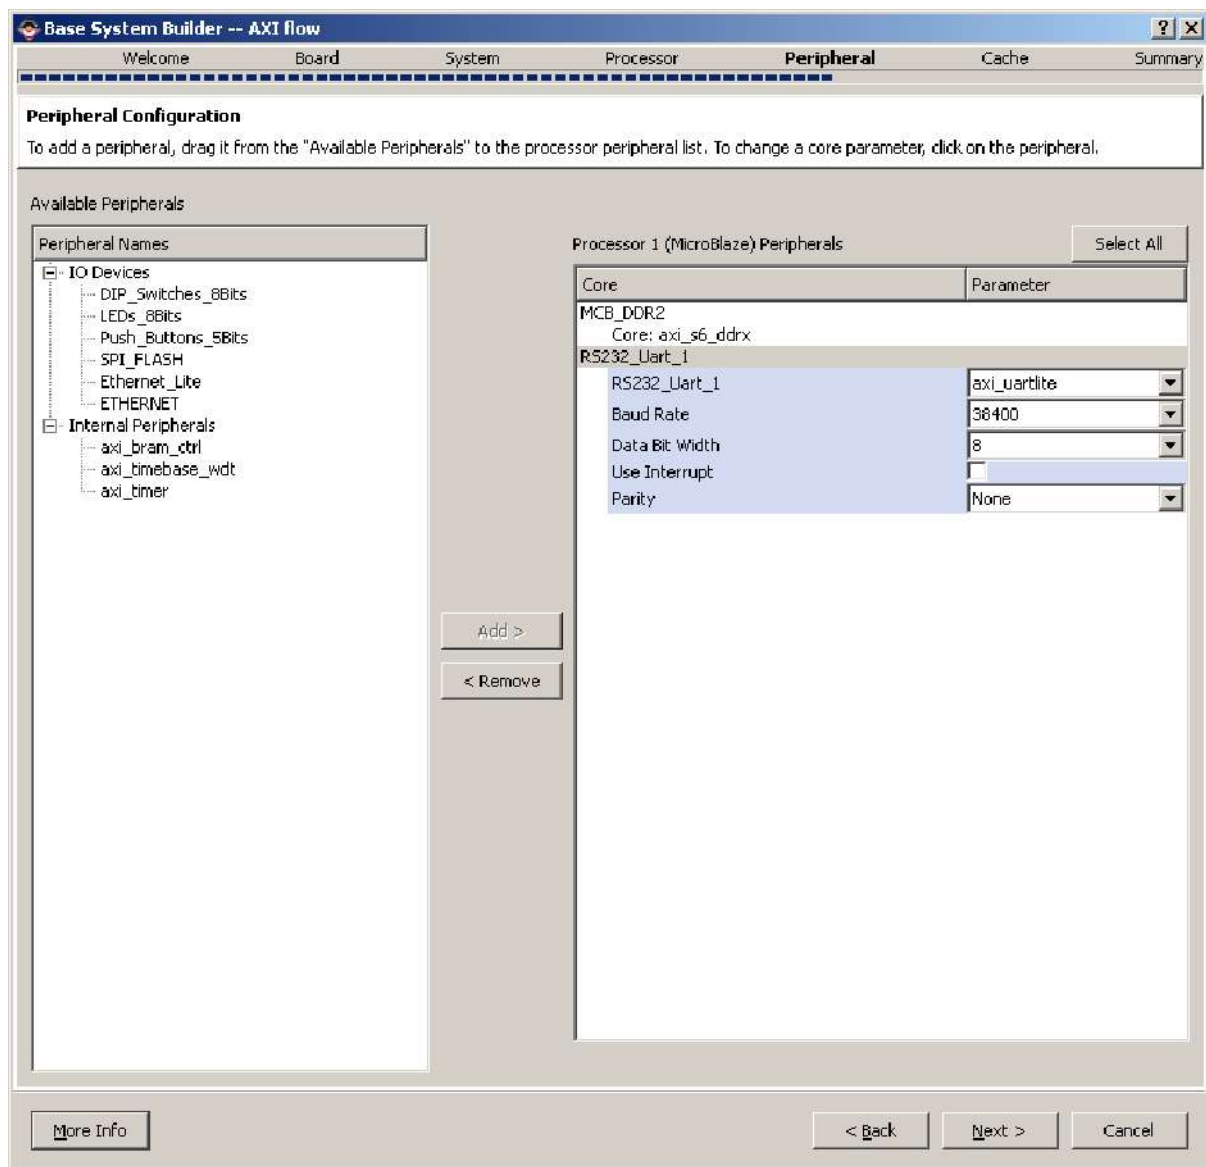 Base System Builder -- AXI flow
? X
Welcome Board System Processor Peripheral Cache Summary
Peripheral Configuration
To add a peripheral, drag it from the "Available Peripherals" to the processor peripheral list. To change a core parameter, click on the peripheral.
Available Peripherals
Peripheral Names
IO Devices
DIP_Switches_8Bits
LEDs_8Bits
Push_Buttons_5Bits
SPI_FLASH
Ethernet_Lite
ETHERNET
Internal Peripherals
axi_bram_ctrl
axi_timebase_wdt
axi_timer
Add >
< Remove
Processor 1 (MicroBlaze) Peripherals
Select All
Core Parameter
MCB_DDR2
Core: axi_s6_ddrx
RS232_Uart_1
RS232_Uart_1 axi_uartlite
Baud Rate 38400
Data Bit Width 8
Use Interrupt
Parity None
More Info
< Back Next > Cancel